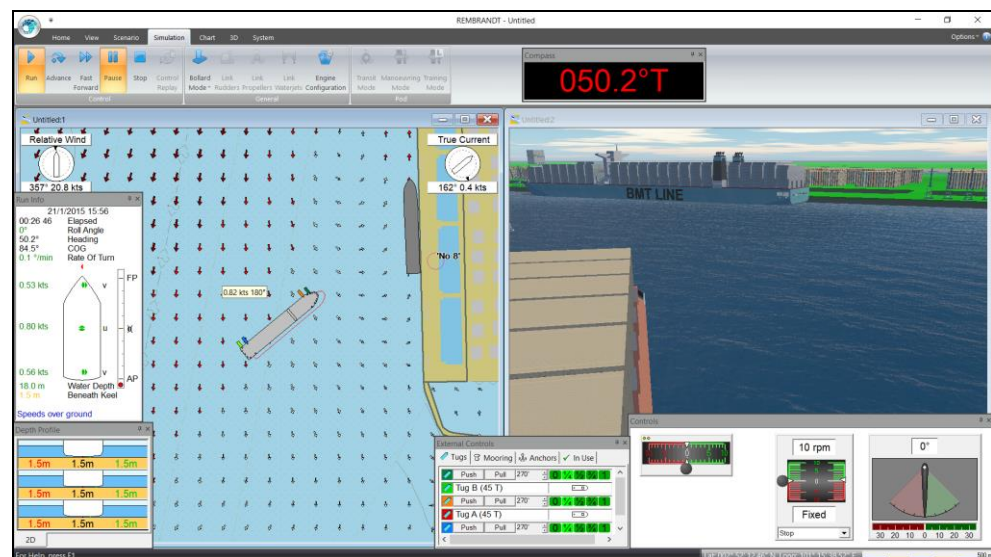 REMBRANDT - Untitled
Home View Scenario Simulation Chart 3D System
Options
Run Advance Fast Forward Pause Stop Control Replay
Bollard Mode Link Rudders Link Propellers Link Waterjets Engine Configuration
Transit Mode Manoeuvring Mode Training Mode
Control General Pod
Compass
050.2°T
Untitled:1
Untitled:2
Relative Wind
357° 20.8 kts
True Current
162° 0.4 kts
Run Info
21/1/2015 15:56
00:26 46 Elapsed
0° Roll Angle
50.2° Heading
84.5° COG
0.1 °/min Rate Of Turn
FP
0.53 kts v
0.80 kts u
0.56 kts v
AP
18.0 m Water Depth
1.5 m Beneath Keel
Speeds over ground
0.82 kts 180°
"No 8"
BMT LINE
Depth Profile
1.5m 1.5m 1.5m
1.5m 1.5m 1.5m
1.5m 1.5m 1.5m
2D
External Controls
Tugs Mooring Anchors In Use
Push Pull 270°
Tug B (45 T)
Push Pull 270°
Tug A (45 T)
Push Pull 270°
Controls
10 rpm
Fixed
Stop
0°
30 20 10 0 10 20 30
For Help, press F1